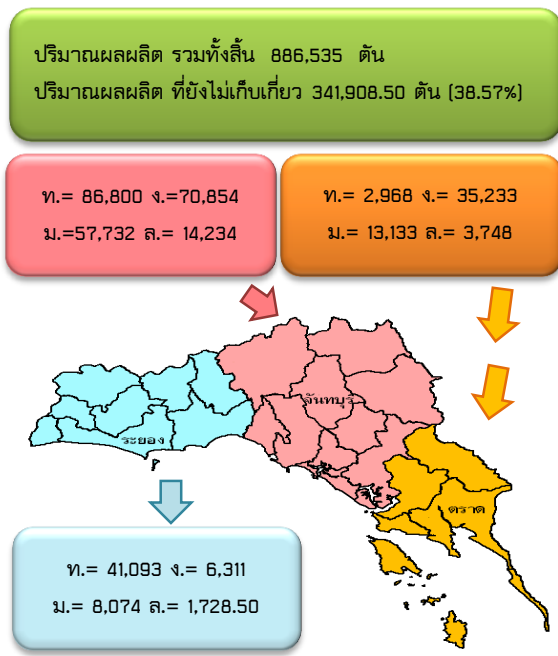 ปริมาณผลผลิต รวมทั้งสิ้น 886,535 ตัน
ปริมาณผลผลิต ที่ยังไม่เก็บเกี่ยว 341,908.50 ตัน (38.57%)
ท.= 86,800 ง.=70,854
ม.=57,732 ล.= 14,234
ท.= 2,968 ง.= 35,233
ม.= 13,133 ล.= 3,748
จันทบุรี
ระยอง
ตราด
ท.= 41,093 ง.= 6,311
ม.= 8,074 ล.= 1,728.50